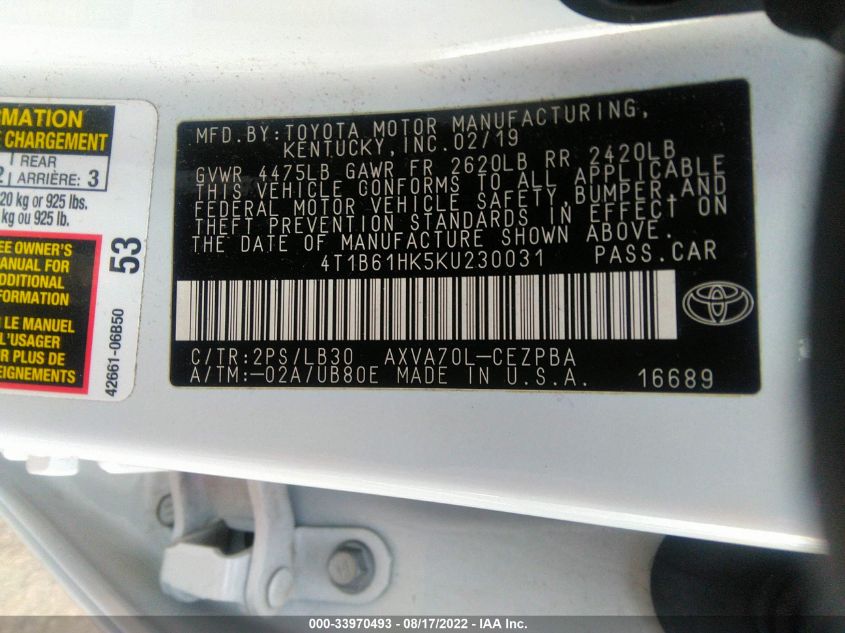 RMATION
CHARGEMENT
REAR
ARRIÈRE: 3
20 kg or 925 lbs.
kg ou 925 lb.
EE OWNER'S
MANUAL FOR
ADDITIONAL
LE MANUEL
L'USAGER
OUR PLUS DE
53
42661-06B50
MFD.BY:TOYOTA MOTOR MANUFACTURING,
KENTUCKY,INC.02/19
GVWR 4475LB GAWR FR 2620LB RR 2420LB
THIS VEHICLE CONFORMS TO ALL APPLICABLE
FEDERAL MOTOR VEHICLE SAFETY,BUMPER,AND
THEFT PREVENTION STANDARDS IN EFFECT ON
THE DATE OF MANUFACTURE SHOWN ABOVE.
4T1B61HK5KU230031 PASS.CAR
C/TR:2PS/LB30 AXVA70L-CEZPBA
A/TM:-02A/UB80E MADE IN U.S.A. 16689
000-33970493 - 08/17/2022 - IAA Inc.